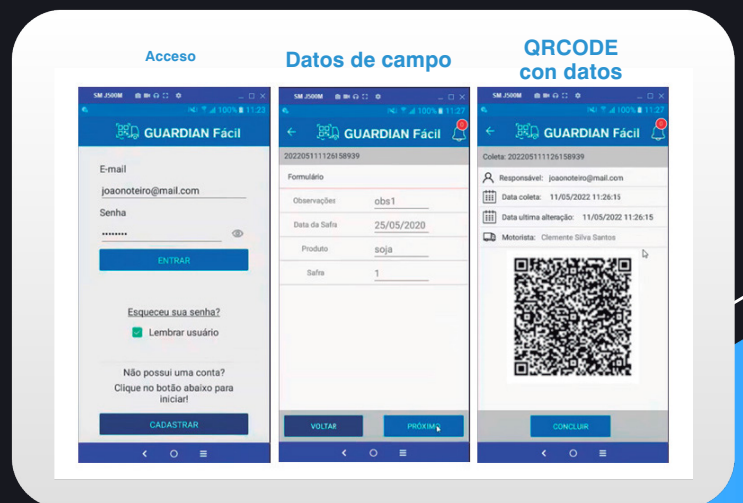 Acceso
SM J500M
100% 11:23
GUARDIAN Fácil
E-mail
joaonoteiro@mail.com
Senha
••••••••
ENTRAR
Esqueceu sua senha?
Lembrar usuário
Não possui uma conta?
Clique no botão abaixo para
iniciar!
CADASTRAR
Datos de campo
SM J500M
100% 11:27
GUARDIAN Fácil
202205111126158939
Formulário
Observações obs1
Data da Safra 25/05/2020
Produto soja
Safra 1
VOLTAR PRÓXIMO
QRCODE
con datos
SM J500M
100% 11:27
GUARDIAN Fácil
Coleta: 202205111126158939
Responsável: joaonoteiro@mail.com
Data coleta: 11/05/2022 11:26:15
Data ultima alteração: 11/05/2022 11:26:15
Motorista: Clemente Silva Santos
CONCLUIR